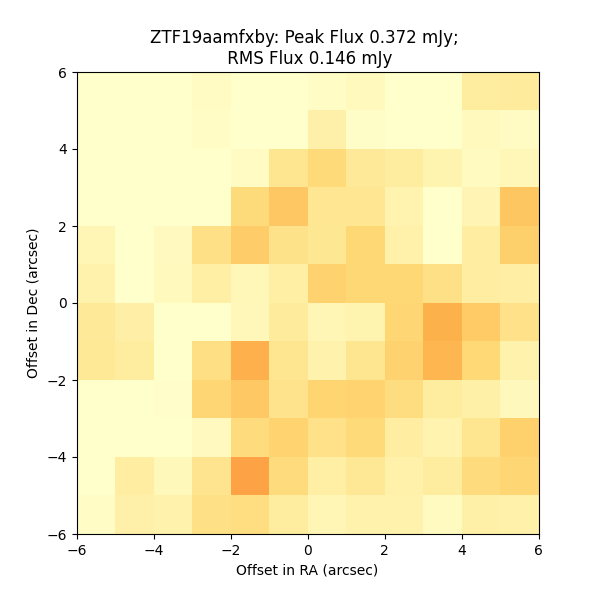 ZTF19aamfxby: Peak Flux 0.372 mJy;
RMS Flux 0.146 mJy
6
4
2
0
−2
−4
−6
Offset in Dec (arcsec)
−6 −4 −2 0 2 4 6
Offset in RA (arcsec)